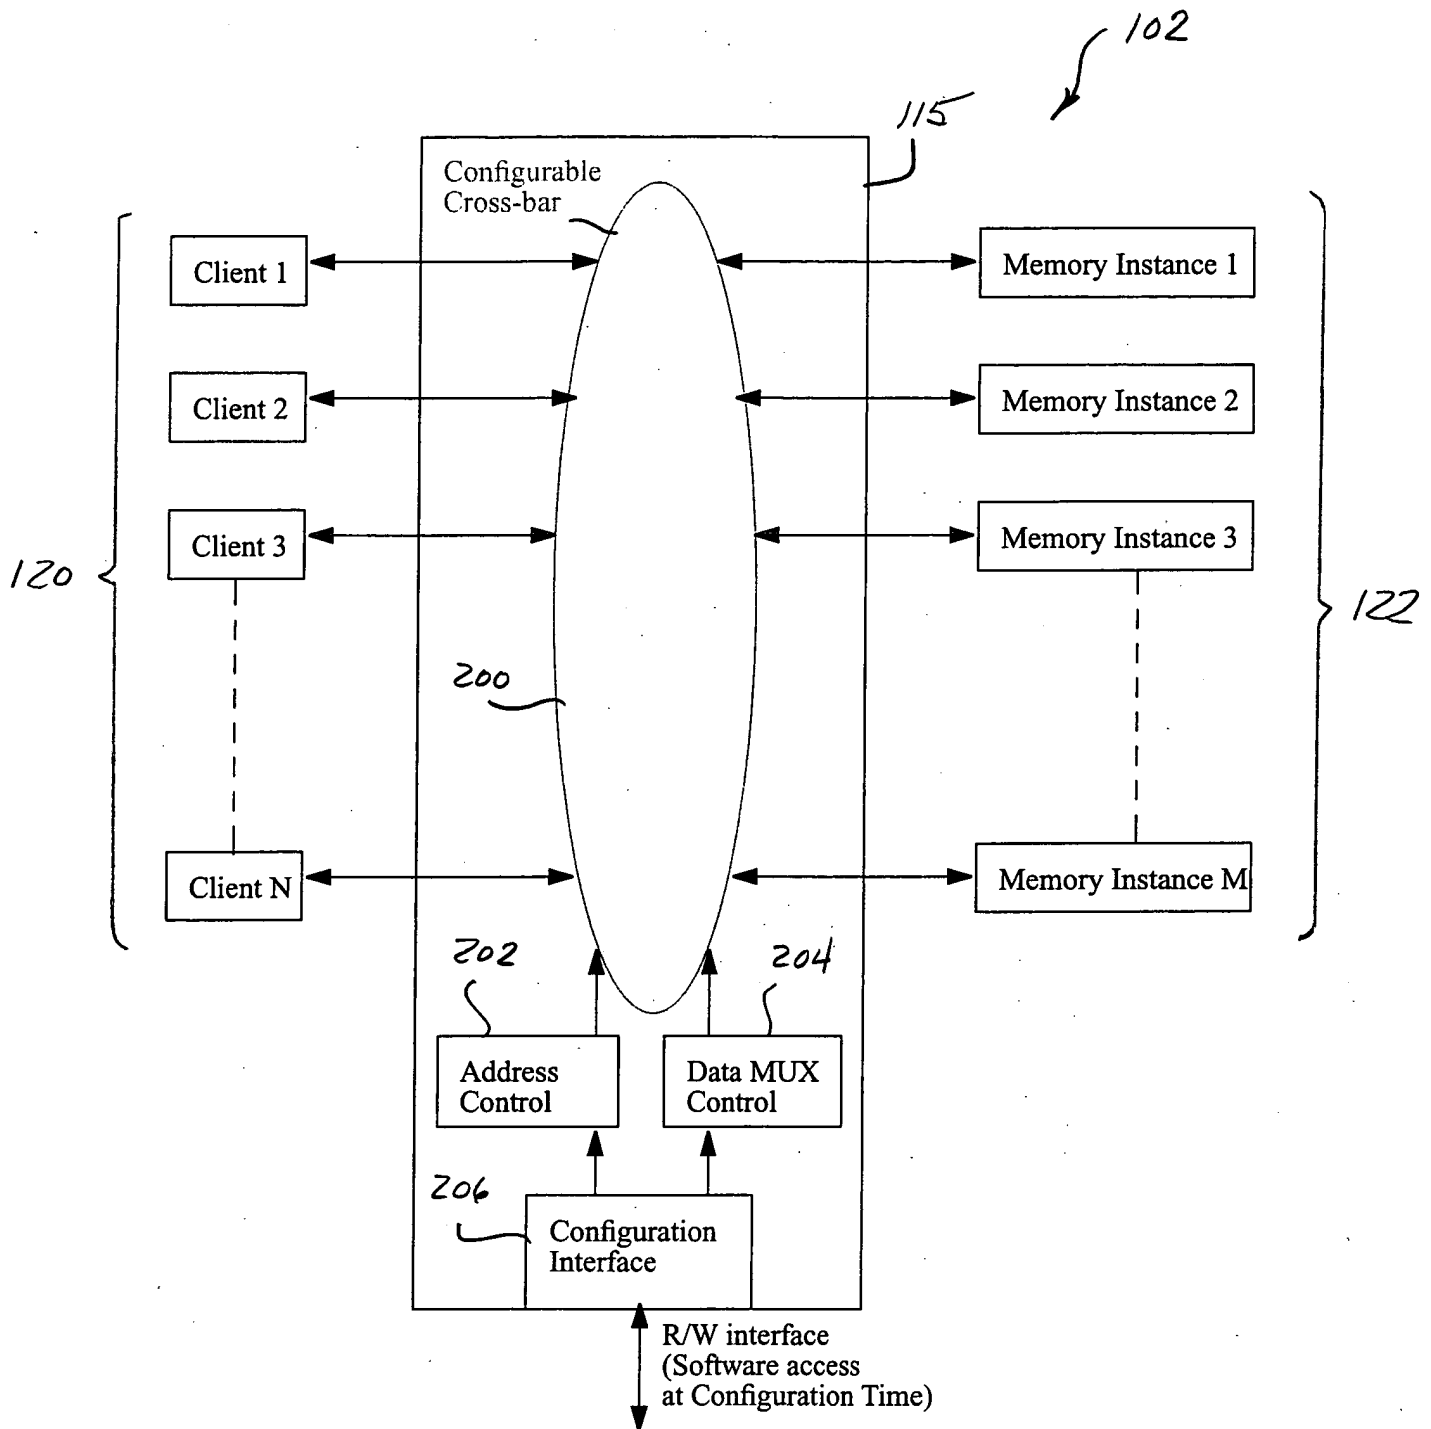 102
115
Configurable
Cross-bar
Client 1
Memory Instance 1
Client 2
Memory Instance 2
Client 3
Memory Instance 3
120
122
200
Client N
Memory Instance M
202
204
Address
Control
Data MUX
Control
206
Configuration
Interface
R/W interface
(Software access
at Configuration Time)